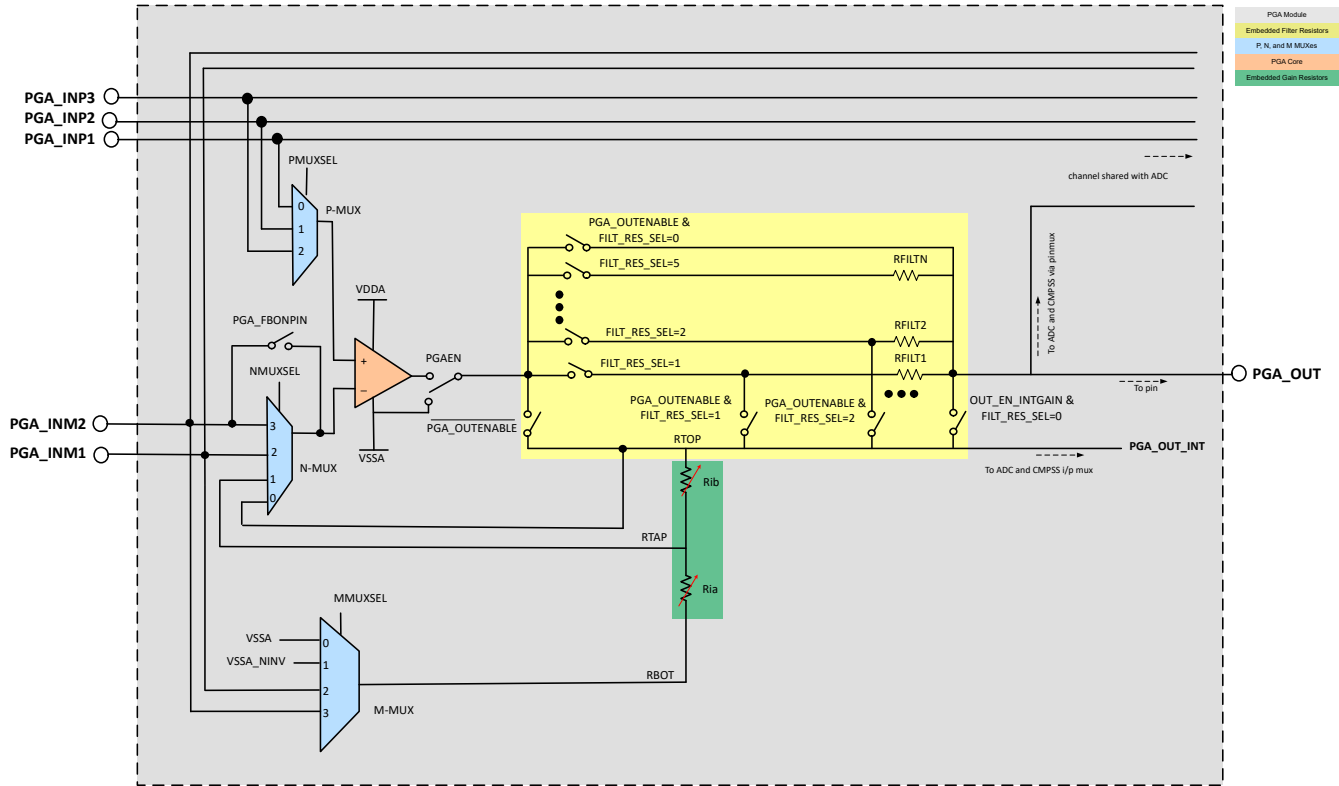 PGA Module
Embedded Filter Resistors
P, N, and M MUXes
PGA Core
Embedded Gain Resistors
PGA_INP3
PGA_INP2
PGA_INP1
channel shared with ADC
PMUXSEL
P-MUX
0
1
2
PGA_OUTENABLE &
FILT_RES_SEL=0
FILT_RES_SEL=5
RFILTN
To ADC and CMPSS via pinmux
VDDA
PGA_FBONPIN
FILT_RES_SEL=2
RFILT2
+
−
PGAEN
FILT_RES_SEL=1
RFILT1
PGA_OUT
To pin
NMUXSEL
PGA_OUTENABLE &
FILT_RES_SEL=1
PGA_OUTENABLE &
FILT_RES_SEL=2
OUT_EN_INTGAIN &
FILT_RES_SEL=0
PGA_INM2
PGA_INM1
3
2
1
0
N-MUX
PGA_OUTENABLE
VSSA
RTOP
PGA_OUT_INT
To ADC and CMPSS i/p mux
Rib
RTAP
Ria
MMUXSEL
VSSA
VSSA_NINV
0
1
2
3
RBOT
M-MUX